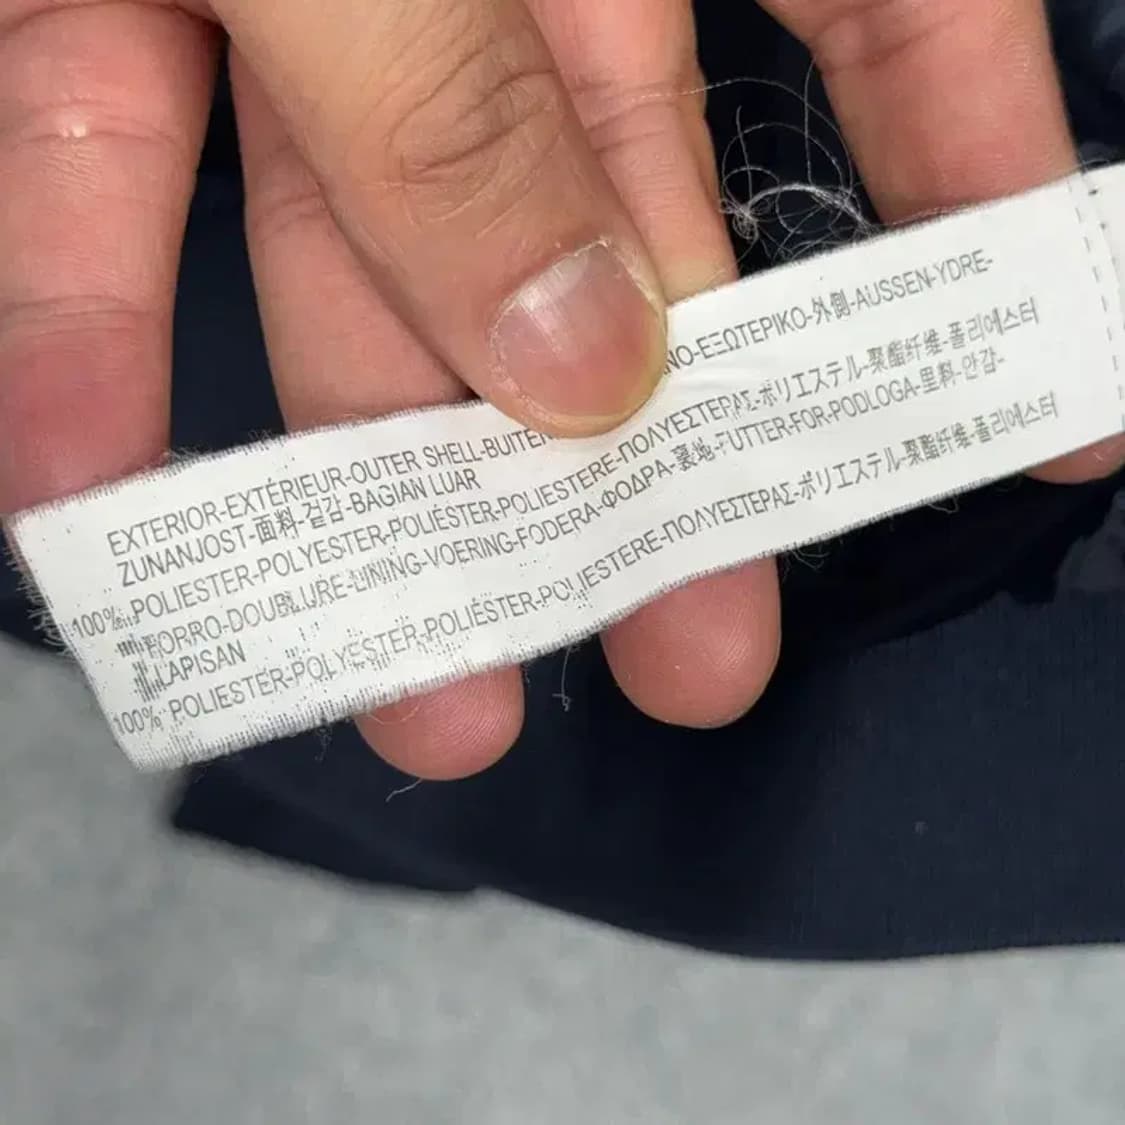 EXTERIOR-EXTÉRIEUR-OUTER SHELL-BUITEN NO-ΕΞΩΤΕΡΙΚΟ-外側-AUSSEN-YDRE-
ZUNANJOST-面料-겉감-BAGIAN LUAR
100% POLIESTER-POLYESTER-POLIÉSTER-POLIESTERE-ΠΟΛΥΕΣΤΕΡΑΣ-ポリエステル-聚酯纤维-폴리에스터
FORRO-DOUBLURE-LINING-VOERING-FODERA-ΦΟΔΡΑ-裏地-FUTTER-FOR-PODLOGA-里料-안감-
LAPISAN
100% POLIESTER-POLYESTER-POLIÉSTER-POLIESTERE-ΠΟΛΥΕΣΤΕΡΑΣ-ポリエステル-聚酯纤维-폴리에스터